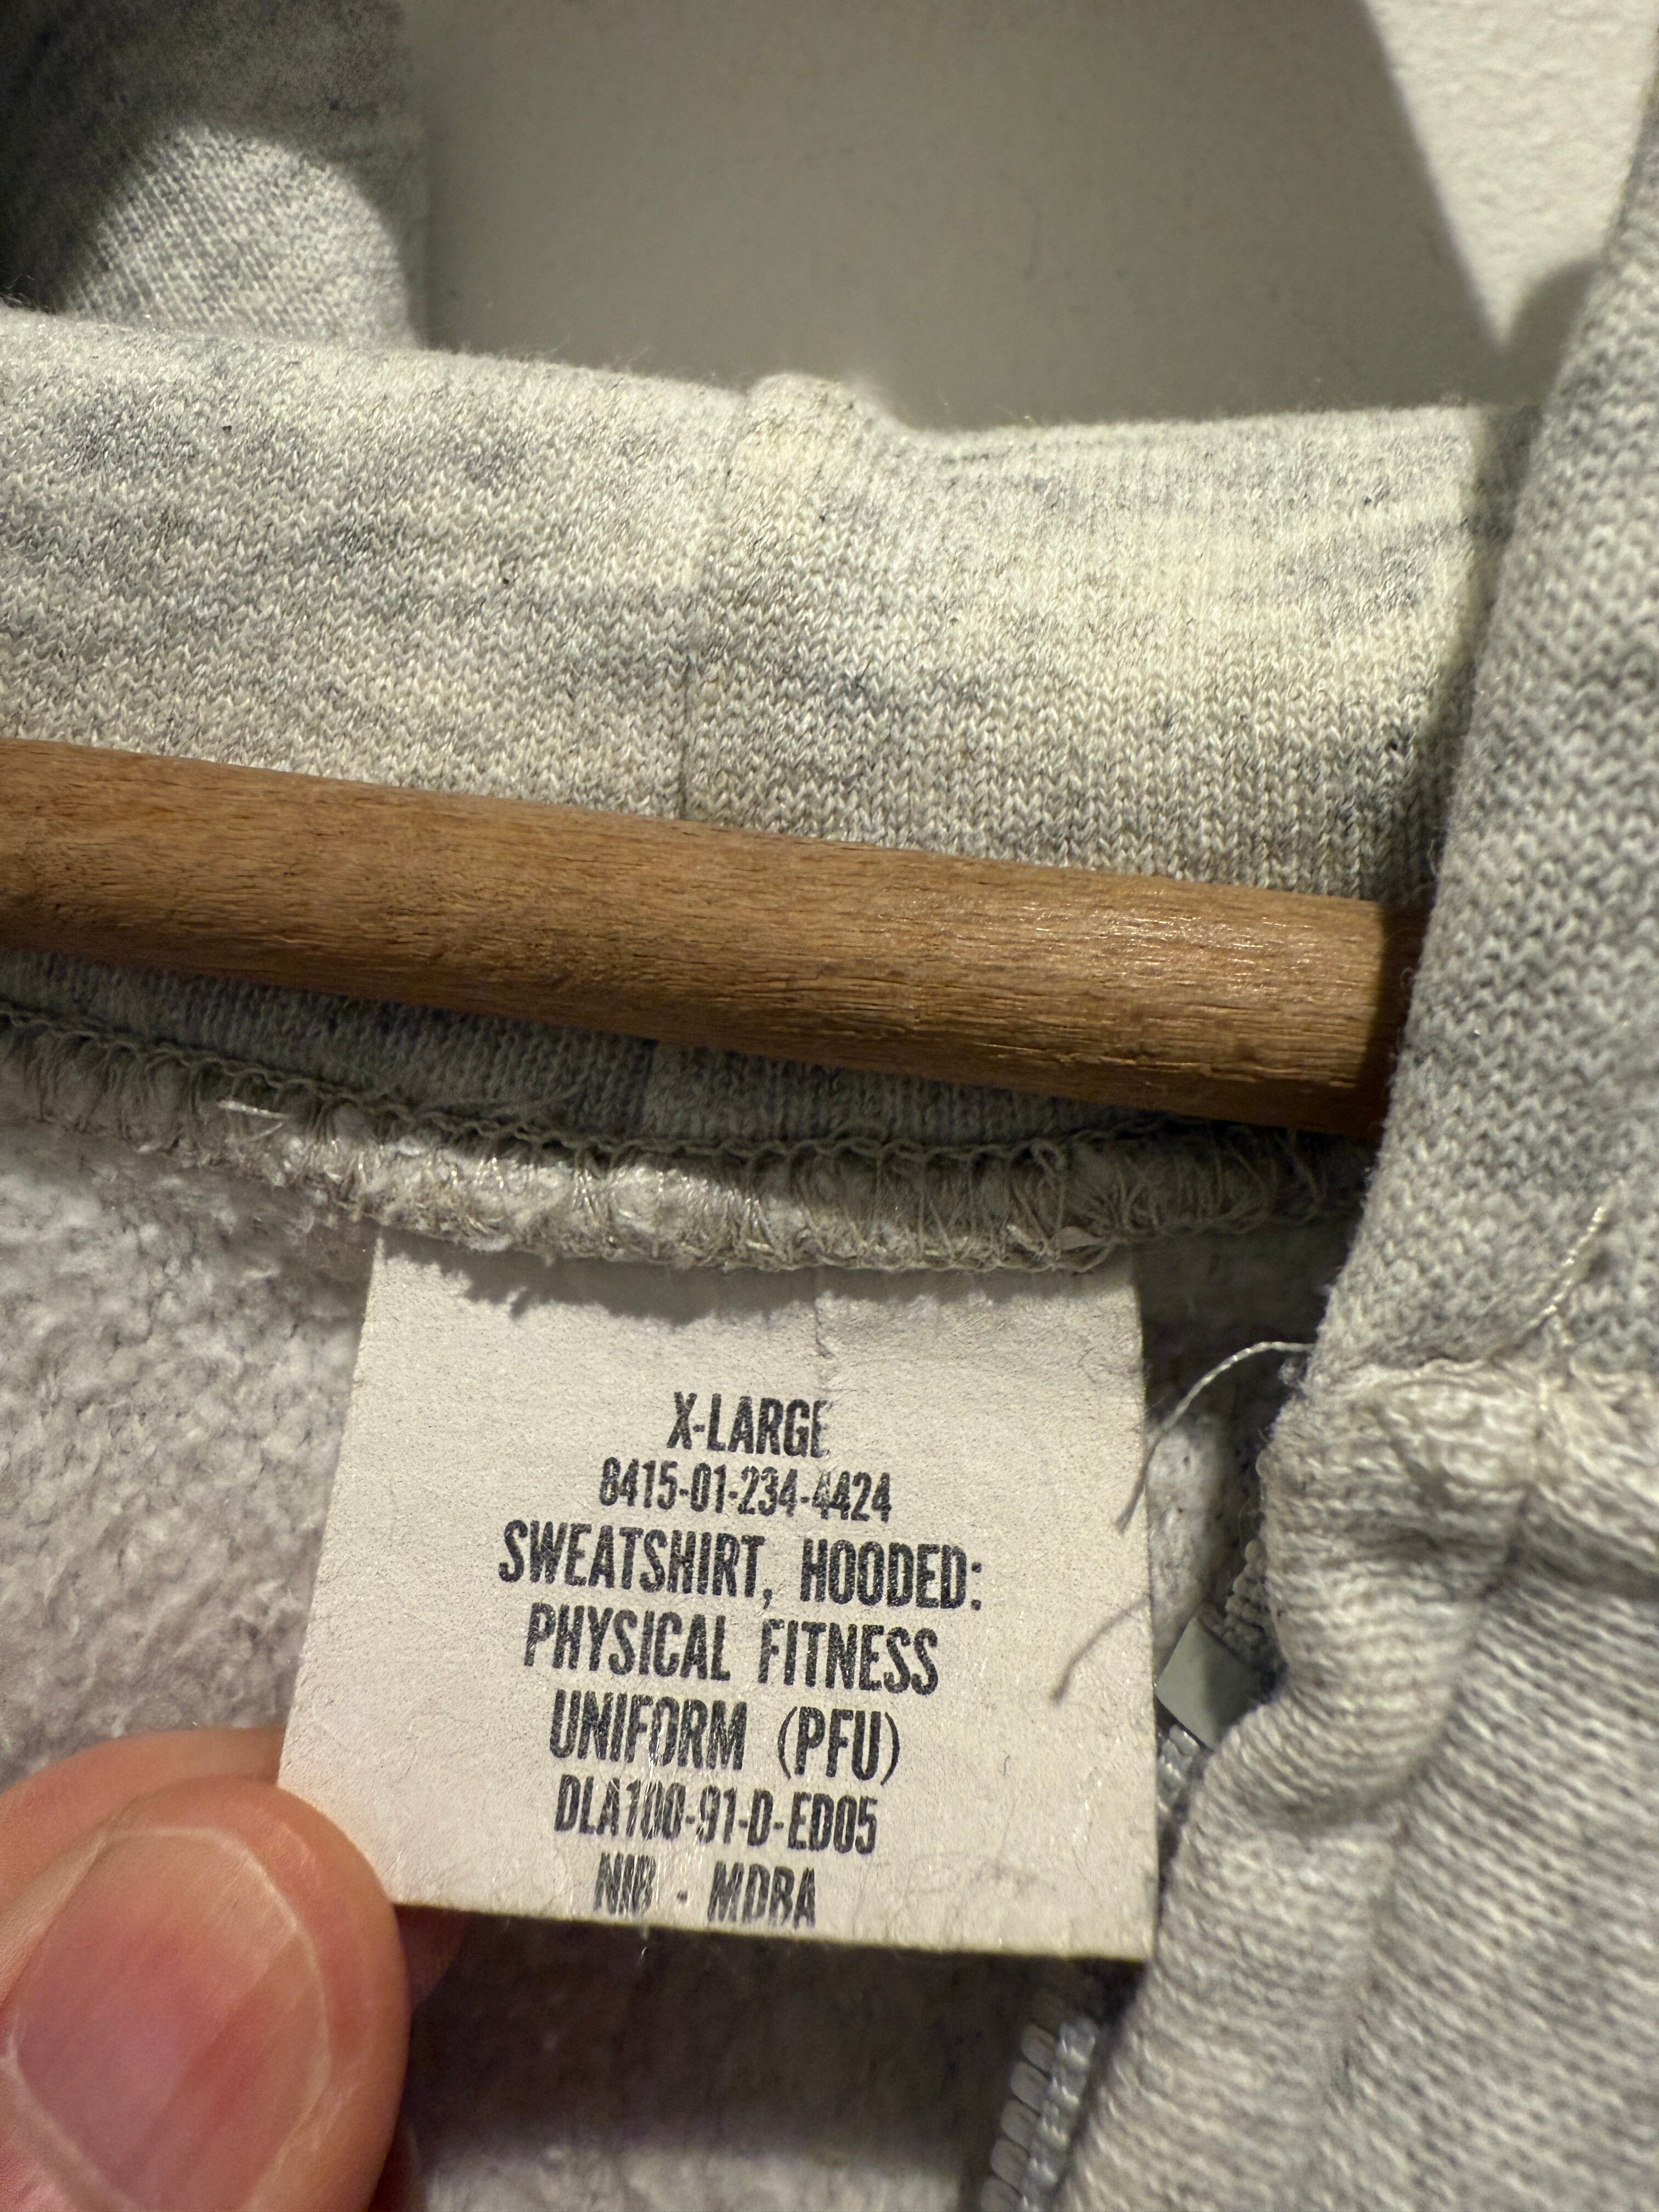 X-LARGE
8415-01-234-4424
SWEATSHIRT, HOODED:
PHYSICAL FITNESS
UNIFORM (PFU)
DLA100-91-D-ED05
NIB - MDBA